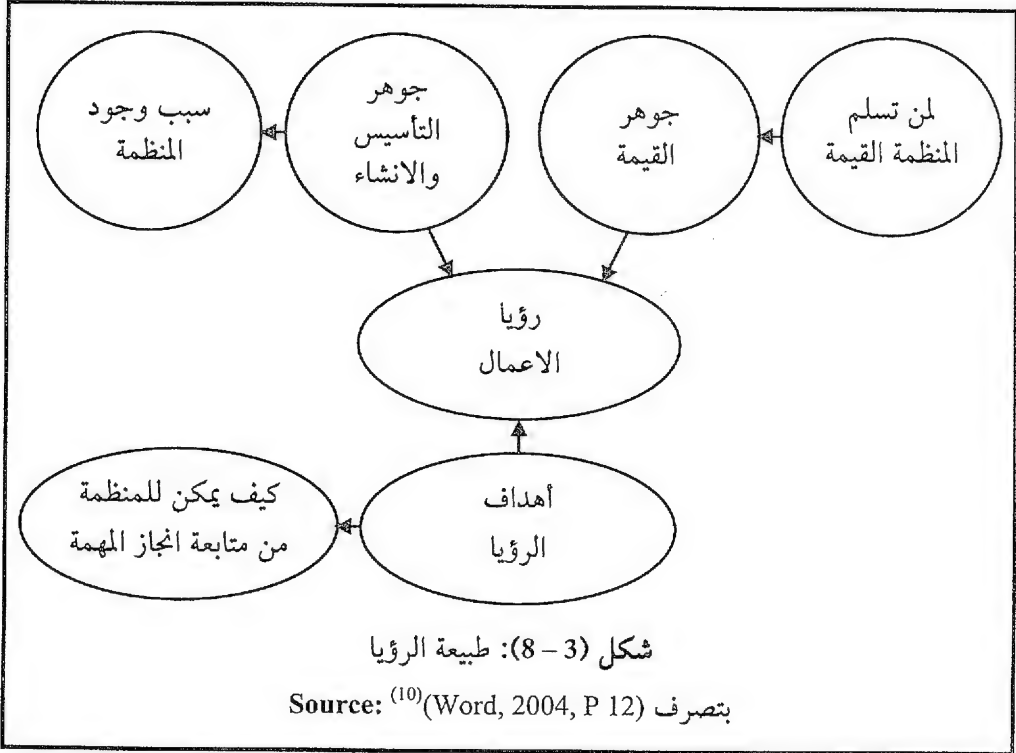 لمن تسلم
المنظمة القيمة
جوهر
القيمة
جوهر
التأسيس
والانشاء
سبب وجود
المنظمة
رؤيا
الاعمال
أهداف
الرؤيا
كيف يمكن للمنظمة
من متابعة انجاز المهمة
شكل (3 – 8): طبيعة الرؤيا
Source: (10)(Word, 2004, P 12) بتصرف